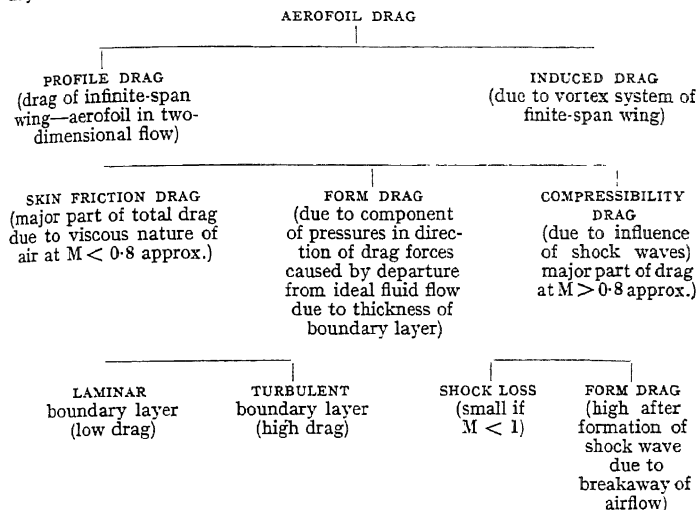 AEROFOIL DRAG
PROFILE DRAG
(drag of infinite-span
wing—aerofoil in two-
dimensional flow)
INDUCED DRAG
(due to vortex system of
finite-span wing)
SKIN FRICTION DRAG
(major part of total drag
due to viscous nature of
air at M < 0·8 approx.)
FORM DRAG
(due to component
of pressures in direc-
tion of drag forces
caused by departure
from ideal fluid flow
due to thickness of
boundary layer)
COMPRESSIBILITY
DRAG
(due to influence
of shock waves)
major part of drag
at M > 0·8 approx.)
LAMINAR
boundary layer
(low drag)
TURBULENT
boundary layer
(high drag)
SHOCK LOSS
(small if
M < 1)
FORM DRAG
(high after
formation of
shock wave
due to
breakaway of
airflow)